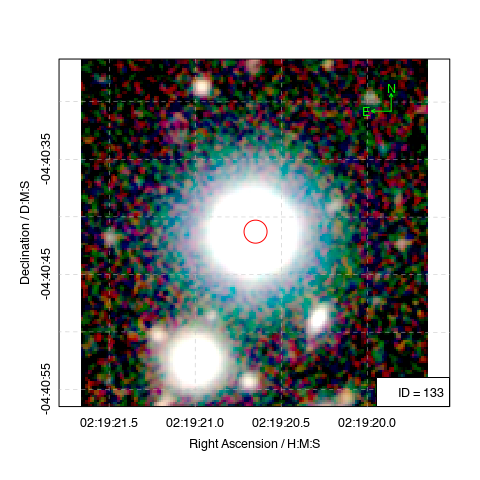 N
E
-04:40:35
-04:40:45
-04:40:55
Declination / D:M:S
ID = 133
02:19:21.5 02:19:21.0 02:19:20.5 02:19:20.0
Right Ascension / H:M:S